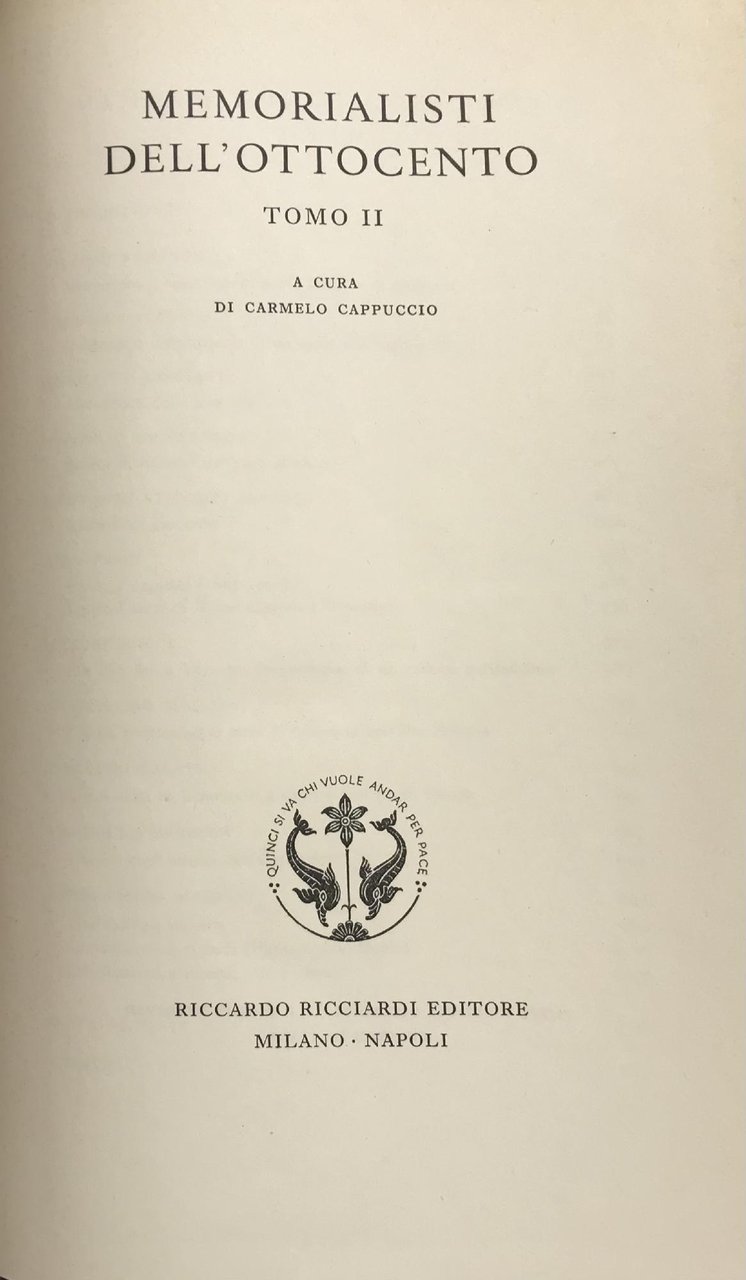 MEMORIALISTI
DELL'OTTOCENTO
TOMO II
A CURA
DI CARMELO CAPPUCCIO
QUINCI SI VA CHI VUOLE ANDAR PER PACE
RICCARDO RICCIARDI EDITORE
MILANO · NAPOLI